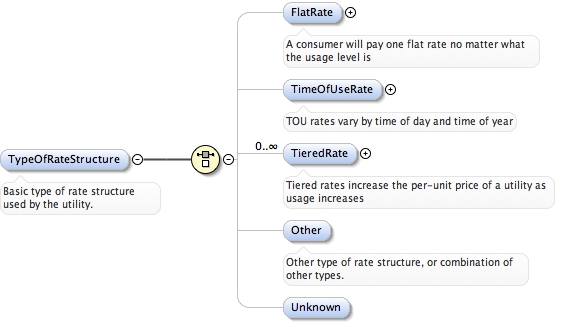 FlatRate
A consumer will pay one flat rate no matter what
the usage level is
TimeOfUseRate
TOU rates vary by time of day and time of year
0..∞
TypeOfRateStructure
TieredRate
Basic type of rate structure
used by the utility.
Tiered rates increase the per-unit price of a utility as
usage increases
Other
Other type of rate structure, or combination of
other types.
Unknown